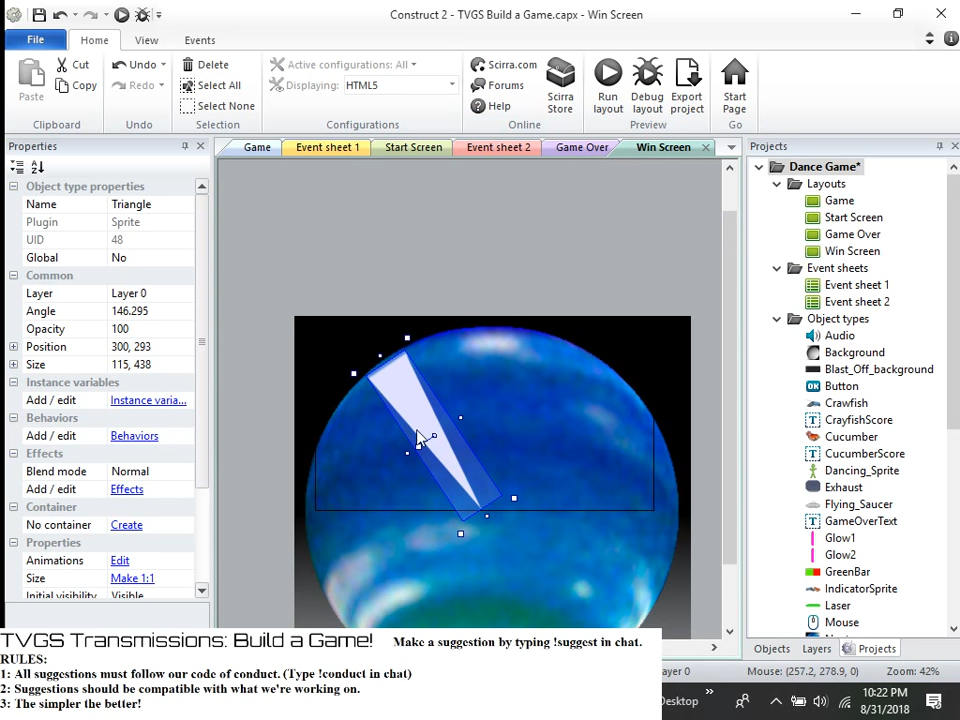 Construct 2 - TVGS Build a Game.capx - Win Screen
File Home View Events
Paste Cut Copy Clipboard
Undo Redo Undo
Delete Select All Select None Selection
Active configurations: All
Displaying: HTML5
Configurations
Scirra.com Forums Help Scirra Store Online
Run layout Debug layout Export project Preview
Start Page Go
Properties
Game Event sheet 1 Start Screen Event sheet 2 Game Over Win Screen
Projects
Object type properties
Name Triangle
Plugin Sprite
UID 48
Global No
Common
Layer Layer 0
Angle 146.295
Opacity 100
Position 300, 293
Size 115, 438
Instance variables
Add / edit Instance varia...
Behaviors
Add / edit Behaviors
Effects
Blend mode Normal
Add / edit Effects
Container
No container Create
Properties
Animations Edit
Size Make 1:1
Initial visibility Visible
Dance Game*
Layouts
Game
Start Screen
Game Over
Win Screen
Event sheets
Event sheet 1
Event sheet 2
Object types
Audio
Background
Blast_Off_background
Button
Crawfish
CrayfishScore
Cucumber
CucumberScore
Dancing_Sprite
Exhaust
Flying_Saucer
GameOverText
Glow1
Glow2
GreenBar
IndicatorSprite
Laser
Mouse
Objects Layers Projects
TVGS Transmissions: Build a Game! Make a suggestion by typing !suggest in chat.
RULES:
1: All suggestions must follow our code of conduct. (Type !conduct in chat)
2: Suggestions should be compatible with what we're working on.
3: The simpler the better!
ayer 0 Mouse: (257.2, 278.9, 0) Zoom: 42%
Desktop
10:22 PM
8/31/2018